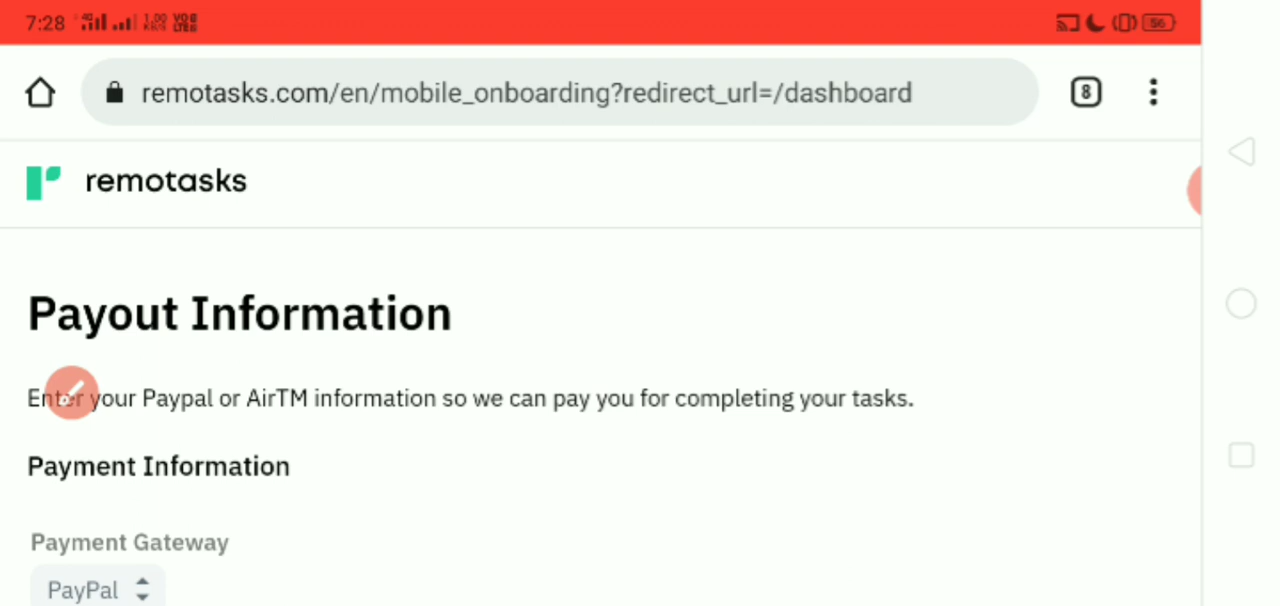 7:28
remotasks.com/en/mobile_onboarding?redirect_url=/dashboard
8
56
remotasks
Payout Information
Enter your Paypal or AirTM information so we can pay you for completing your tasks.
Payment Information
Payment Gateway
PayPal